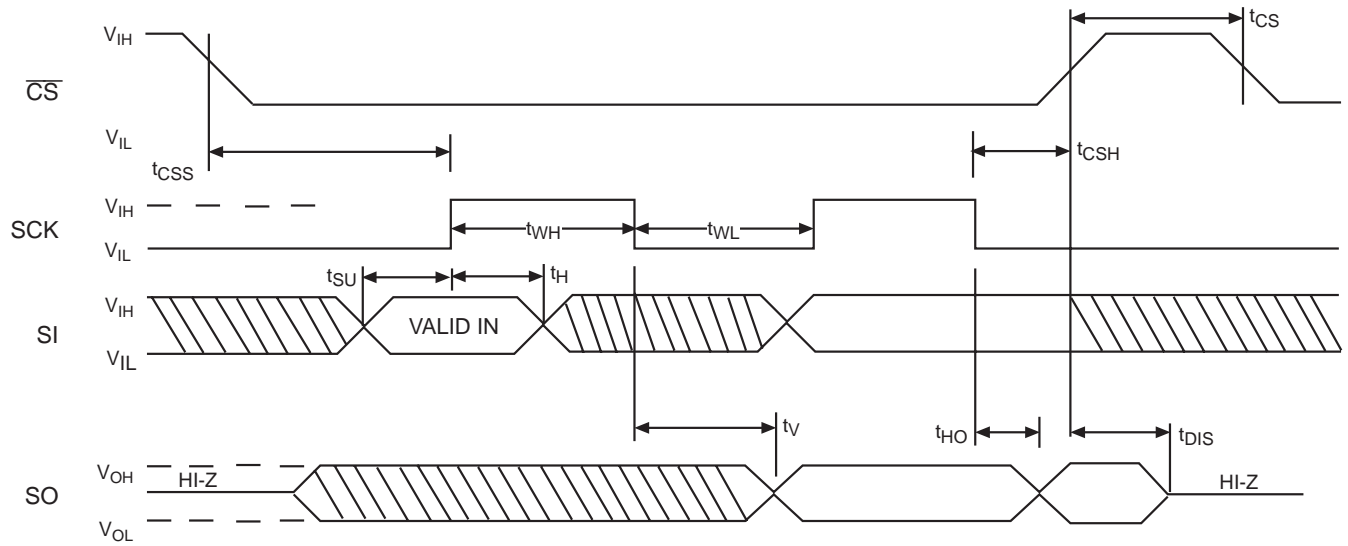 tCS
VIH
CS
VIL
tCSS
tCSH
VIH
SCK
VIL
tWH
tWL
tSU
tH
VIH
SI
VALID IN
VIL
tV
tHO
tDIS
VOH
HI-Z
HI-Z
SO
VOL